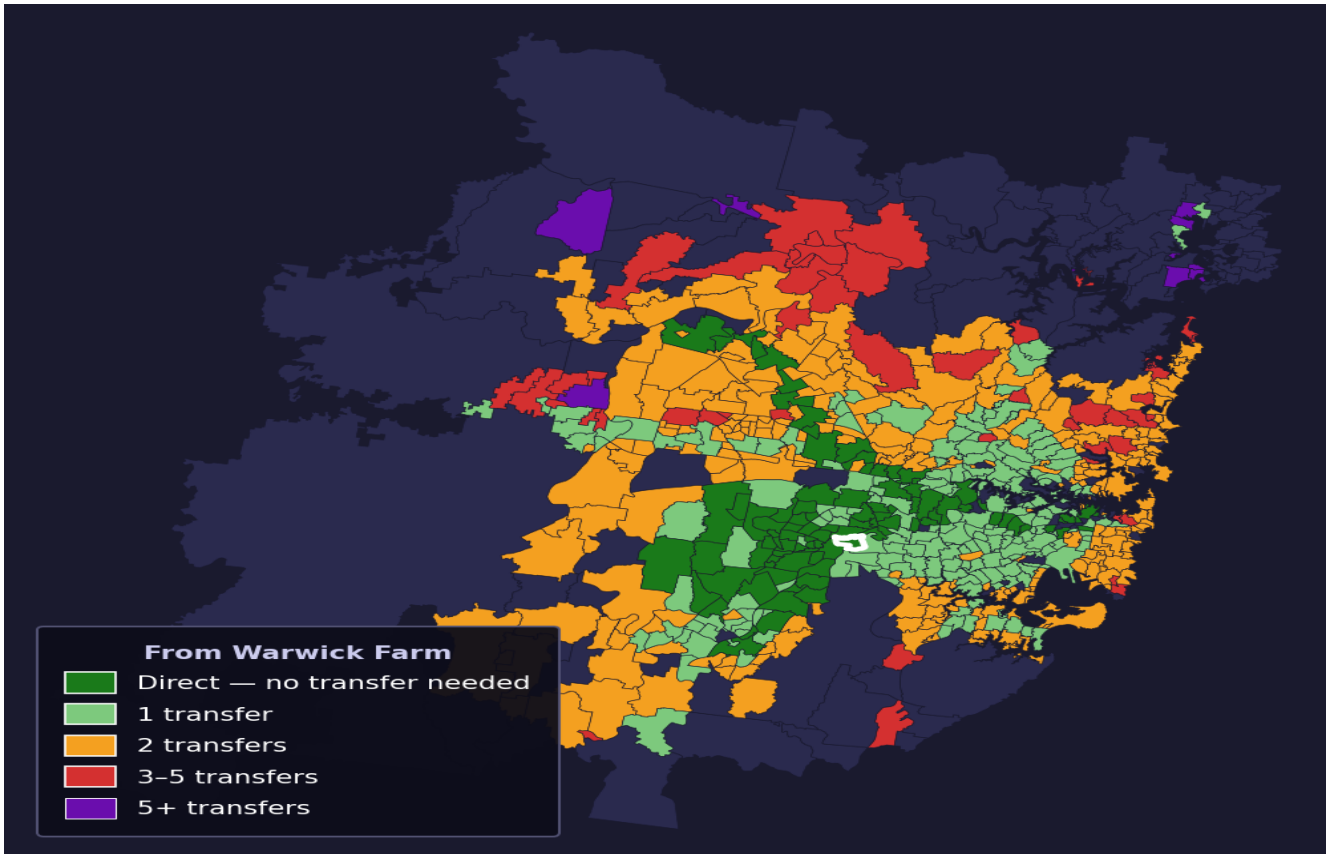 From Warwick Farm
Direct — no transfer needed
1 transfer
2 transfers
3–5 transfers
5+ transfers